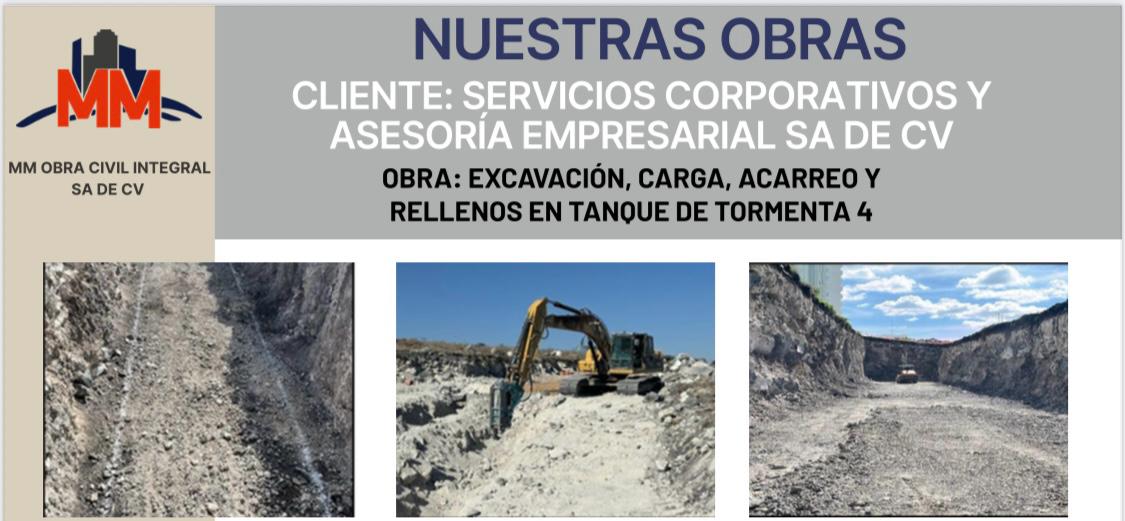 NUESTRAS OBRAS
CLIENTE: SERVICIOS CORPORATIVOS Y
ASESORÍA EMPRESARIAL SA DE CV
OBRA: EXCAVACIÓN, CARGA, ACARREO Y
RELLENOS EN TANQUE DE TORMENTA 4
MM
MM OBRA CIVIL INTEGRAL
SA DE CV